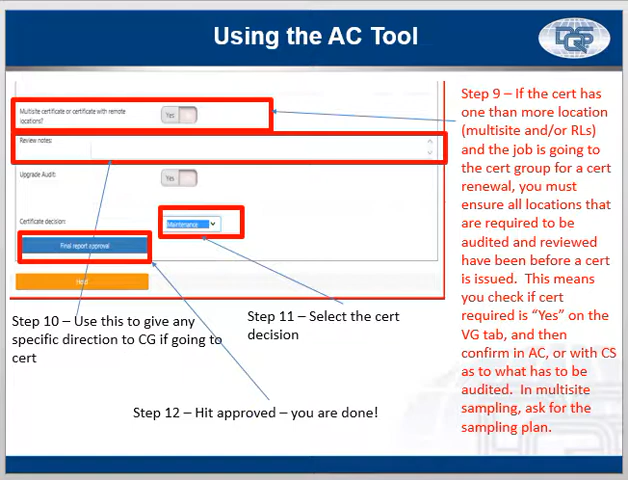 Using the AC Tool
DQS
Multisite certificate or certificate with remote
locations?
Yes
Review notes:
Upgrade Audit:
Yes
Certificate decision:
Maintenance
Final report approval
Hold
Step 9 – If the cert has
one than more location
(multisite and/or RLs)
and the job is going to
the cert group for a cert
renewal, you must
ensure all locations that
are required to be
audited and reviewed
have been before a cert
is issued.  This means
you check if cert
required is “Yes” on the
VG tab, and then
confirm in AC, or with CS
as to what has to be
audited.  In multisite
sampling, ask for the
sampling plan.
Step 10 – Use this to give any
specific direction to CG if going to
cert
Step 11 – Select the cert
decision
Step 12 – Hit approved – you are done!